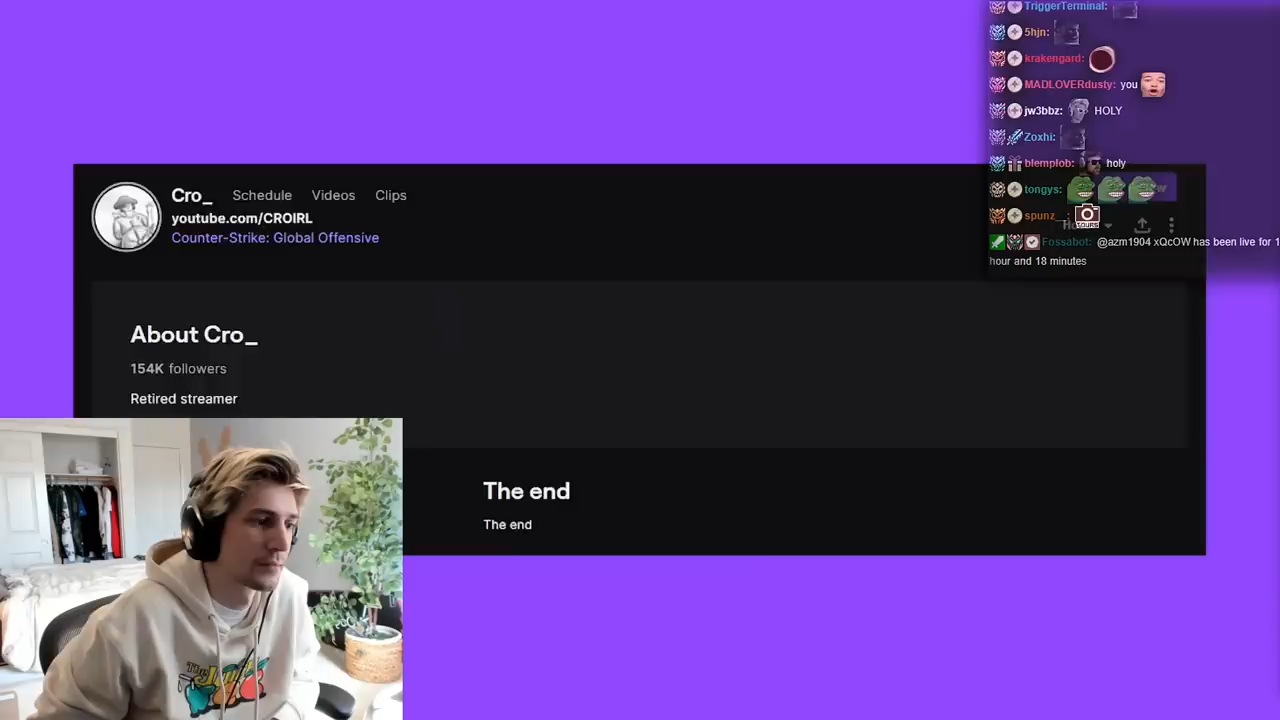 Cro_ Schedule Videos Clips
youtube.com/CROIRL
Counter-Strike: Global Offensive
About Cro_
154K followers
Retired streamer
The end
The end
TriggerTerminal:
5hjn:
krakengard:
MADLOVERdusty: you
jw3bbz: HOLY
Zoxhi:
blemplob: holy
tongys:
spunz__:
Fossabot: @azm1904 xQcOW has been live for 1
hour and 18 minutes